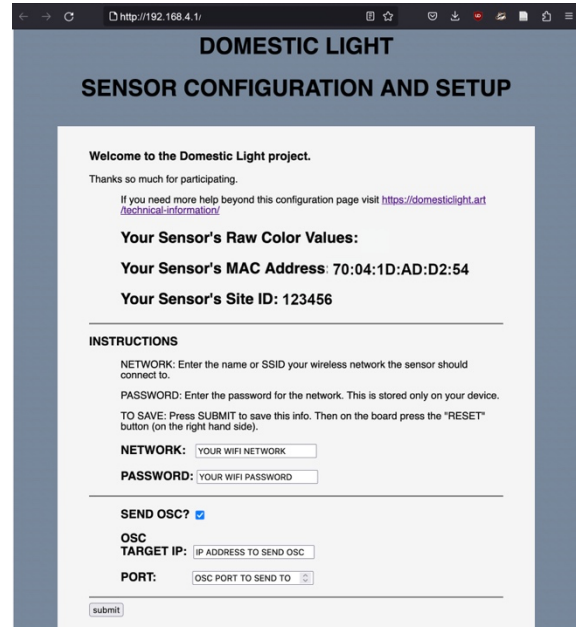 http://192.168.4.1/
DOMESTIC LIGHT
SENSOR CONFIGURATION AND SETUP
Welcome to the Domestic Light project.
Thanks so much for participating.
If you need more help beyond this configuration page visit https://domesticlight.art
/technical-information/
Your Sensor's Raw Color Values:
Your Sensor's MAC Address: 70:04:1D:AD:D2:54
Your Sensor's Site ID: 123456
INSTRUCTIONS
NETWORK: Enter the name or SSID your wireless network the sensor should
connect to.
PASSWORD: Enter the password for the network. This is stored only on your device.
TO SAVE: Press SUBMIT to save this info. Then on the board press the "RESET"
button (on the right hand side).
NETWORK: YOUR WIFI NETWORK
PASSWORD: YOUR WIFI PASSWORD
SEND OSC?
OSC
TARGET IP: IP ADDRESS TO SEND OSC
PORT: OSC PORT TO SEND TO
submit